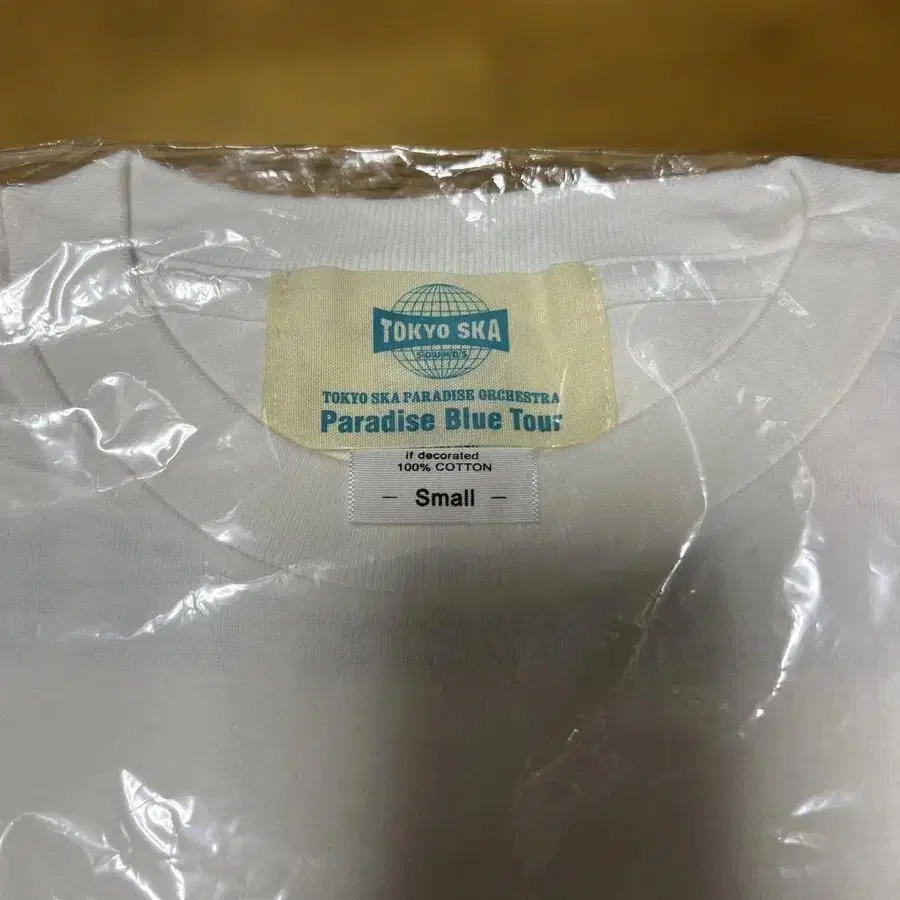 TOKYO SKA
SOUNDS
TOKYO SKA PARADISE ORCHESTRA
Paradise Blue Tour
if decorated
100% COTTON
- Small -